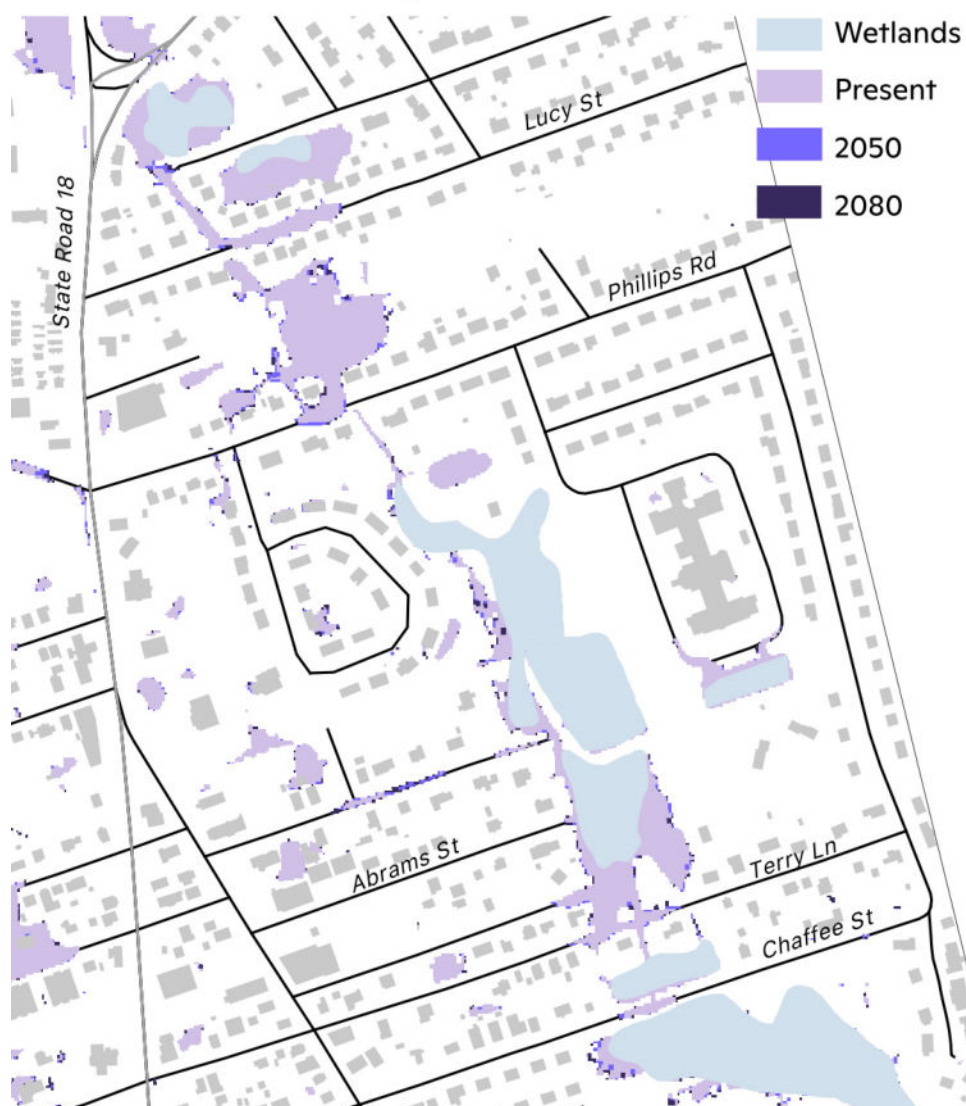 Wetlands
Present
2050
2080
Lucy St
State Road 18
Phillips Rd
Abrams St
Terry Ln
Chaffee St